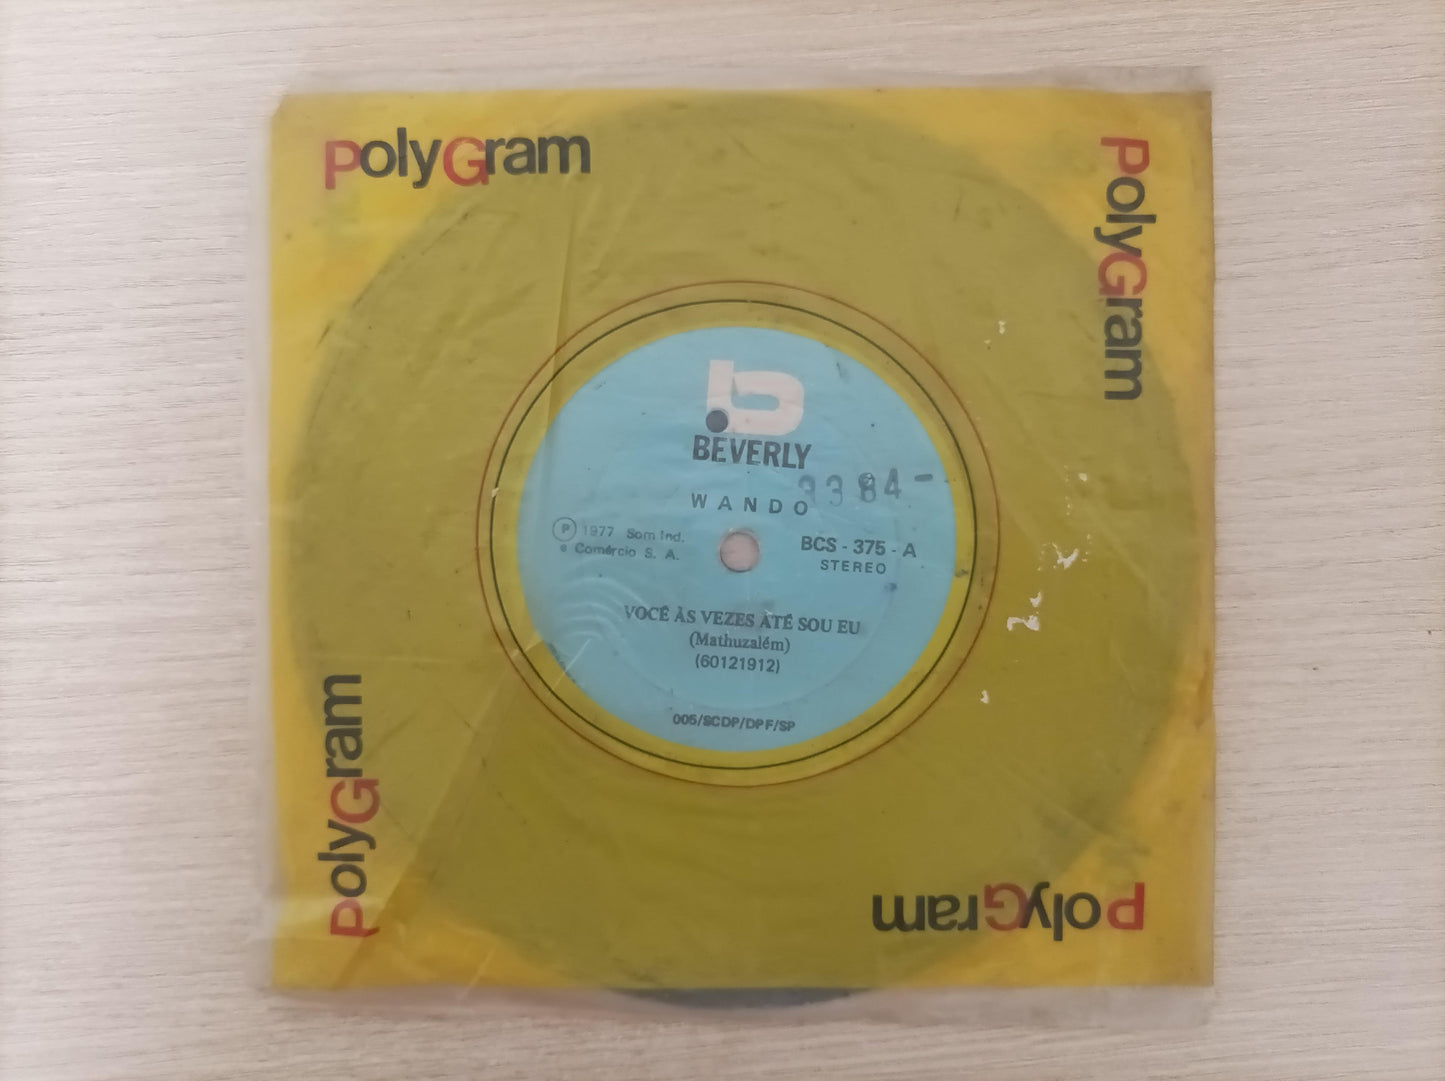 PolyGram
PolyGram
BEVERLY
3384-
WANDO
Ⓟ 1977 Som Ind.
e Comércio S. A.
BCS - 375 - A
STEREO
VOCÊ ÀS VEZES ATÉ SOU EU
(Mathuzalém)
(60121912)
005/SCDP/DPF/SP
PolyGram
PolyGram